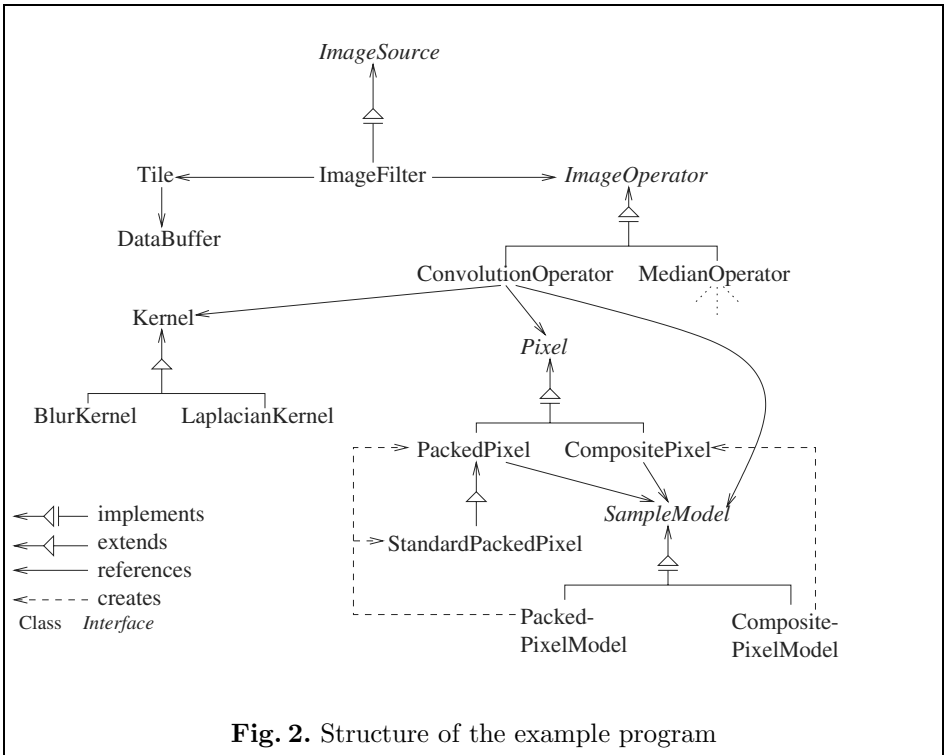 ImageSource
Tile
ImageFilter
ImageOperator
DataBuffer
ConvolutionOperator
MedianOperator
Kernel
Pixel
BlurKernel
LaplacianKernel
PackedPixel
CompositePixel
SampleModel
StandardPackedPixel
implements
extends
references
creates
Class Interface
Packed-
PixelModel
Composite-
PixelModel
Fig. 2. Structure of the example program